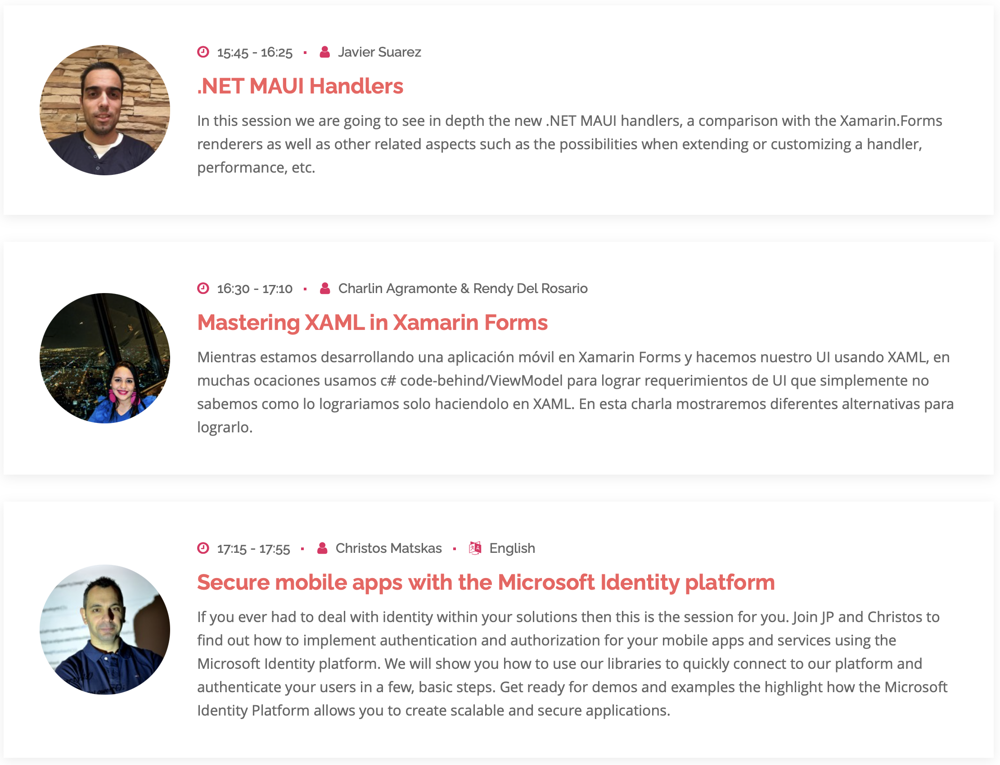 15:45 - 16:25 Javier Suarez
.NET MAUI Handlers
In this session we are going to see in depth the new .NET MAUI handlers, a comparison with the Xamarin.Forms
renderers as well as other related aspects such as the possibilities when extending or customizing a handler,
performance, etc.
16:30 - 17:10 Charlin Agramonte & Rendy Del Rosario
Mastering XAML in Xamarin Forms
Mientras estamos desarrollando una aplicación móvil en Xamarin Forms y hacemos nuestro UI usando XAML, en
muchas ocaciones usamos c# code-behind/ViewModel para lograr requerimientos de UI que simplemente no
sabemos como lo lograriamos solo haciendolo en XAML. En esta charla mostraremos diferentes alternativas para
lograrlo.
17:15 - 17:55 Christos Matskas English
Secure mobile apps with the Microsoft Identity platform
If you ever had to deal with identity within your solutions then this is the session for you. Join JP and Christos to
find out how to implement authentication and authorization for your mobile apps and services using the
Microsoft Identity platform. We will show you how to use our libraries to quickly connect to our platform and
authenticate your users in a few, basic steps. Get ready for demos and examples the highlight how the Microsoft
Identity Platform allows you to create scalable and secure applications.